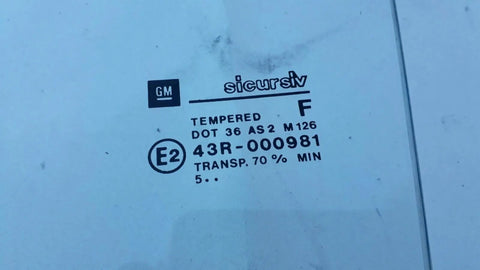 GM sicursiv
TEMPERED F
DOT 36 AS2 M126
E2 43R-000981
TRANSP. 70% MIN
5..